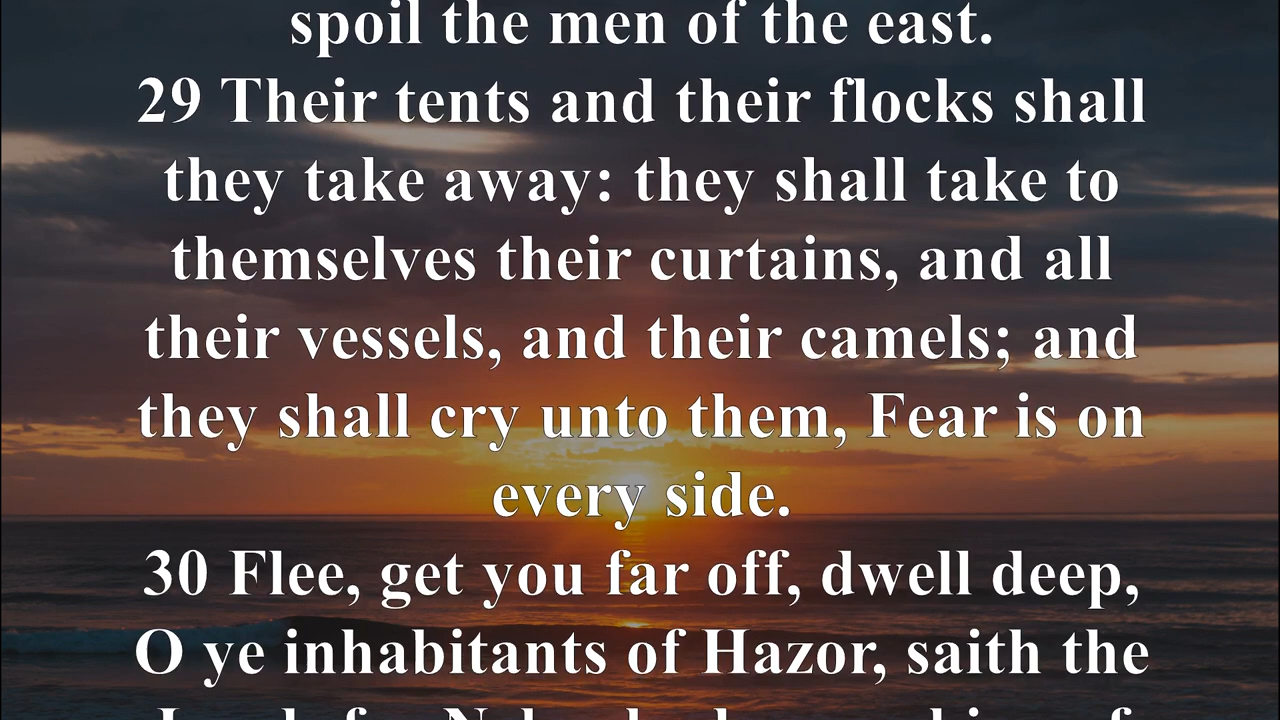 spoil the men of the east.
29 Their tents and their flocks shall
they take away: they shall take to
themselves their curtains, and all
their vessels, and their camels; and
they shall cry unto them, Fear is on
every side.
30 Flee, get you far off, dwell deep,
O ye inhabitants of Hazor, saith the